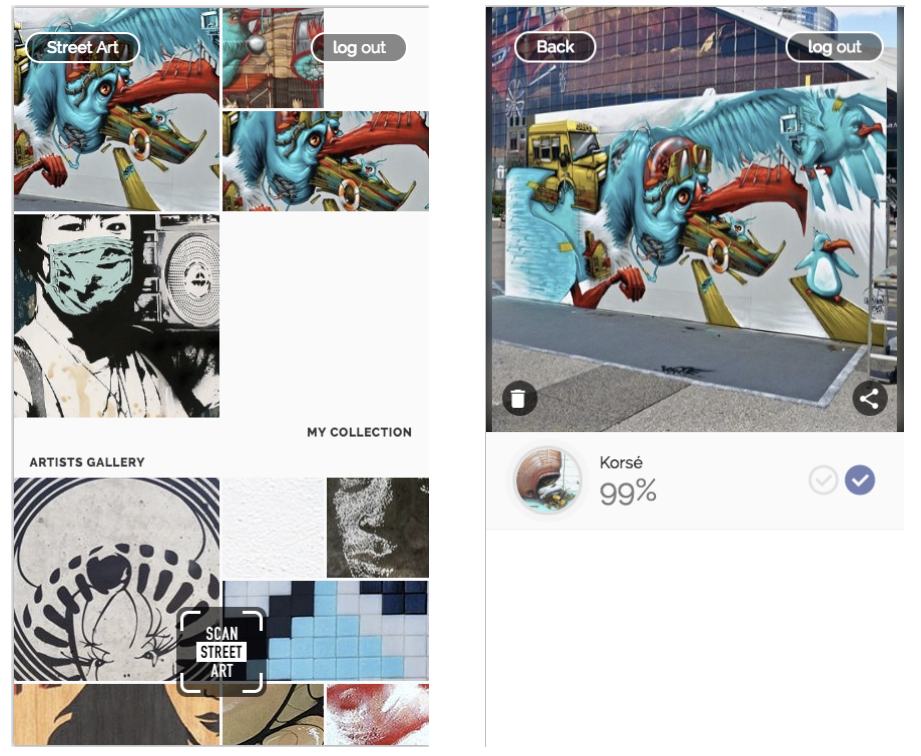 Street Art
log out
MY COLLECTION
ARTISTS GALLERY
SCAN
STREET
ART
Back
log out
Korsé
99%